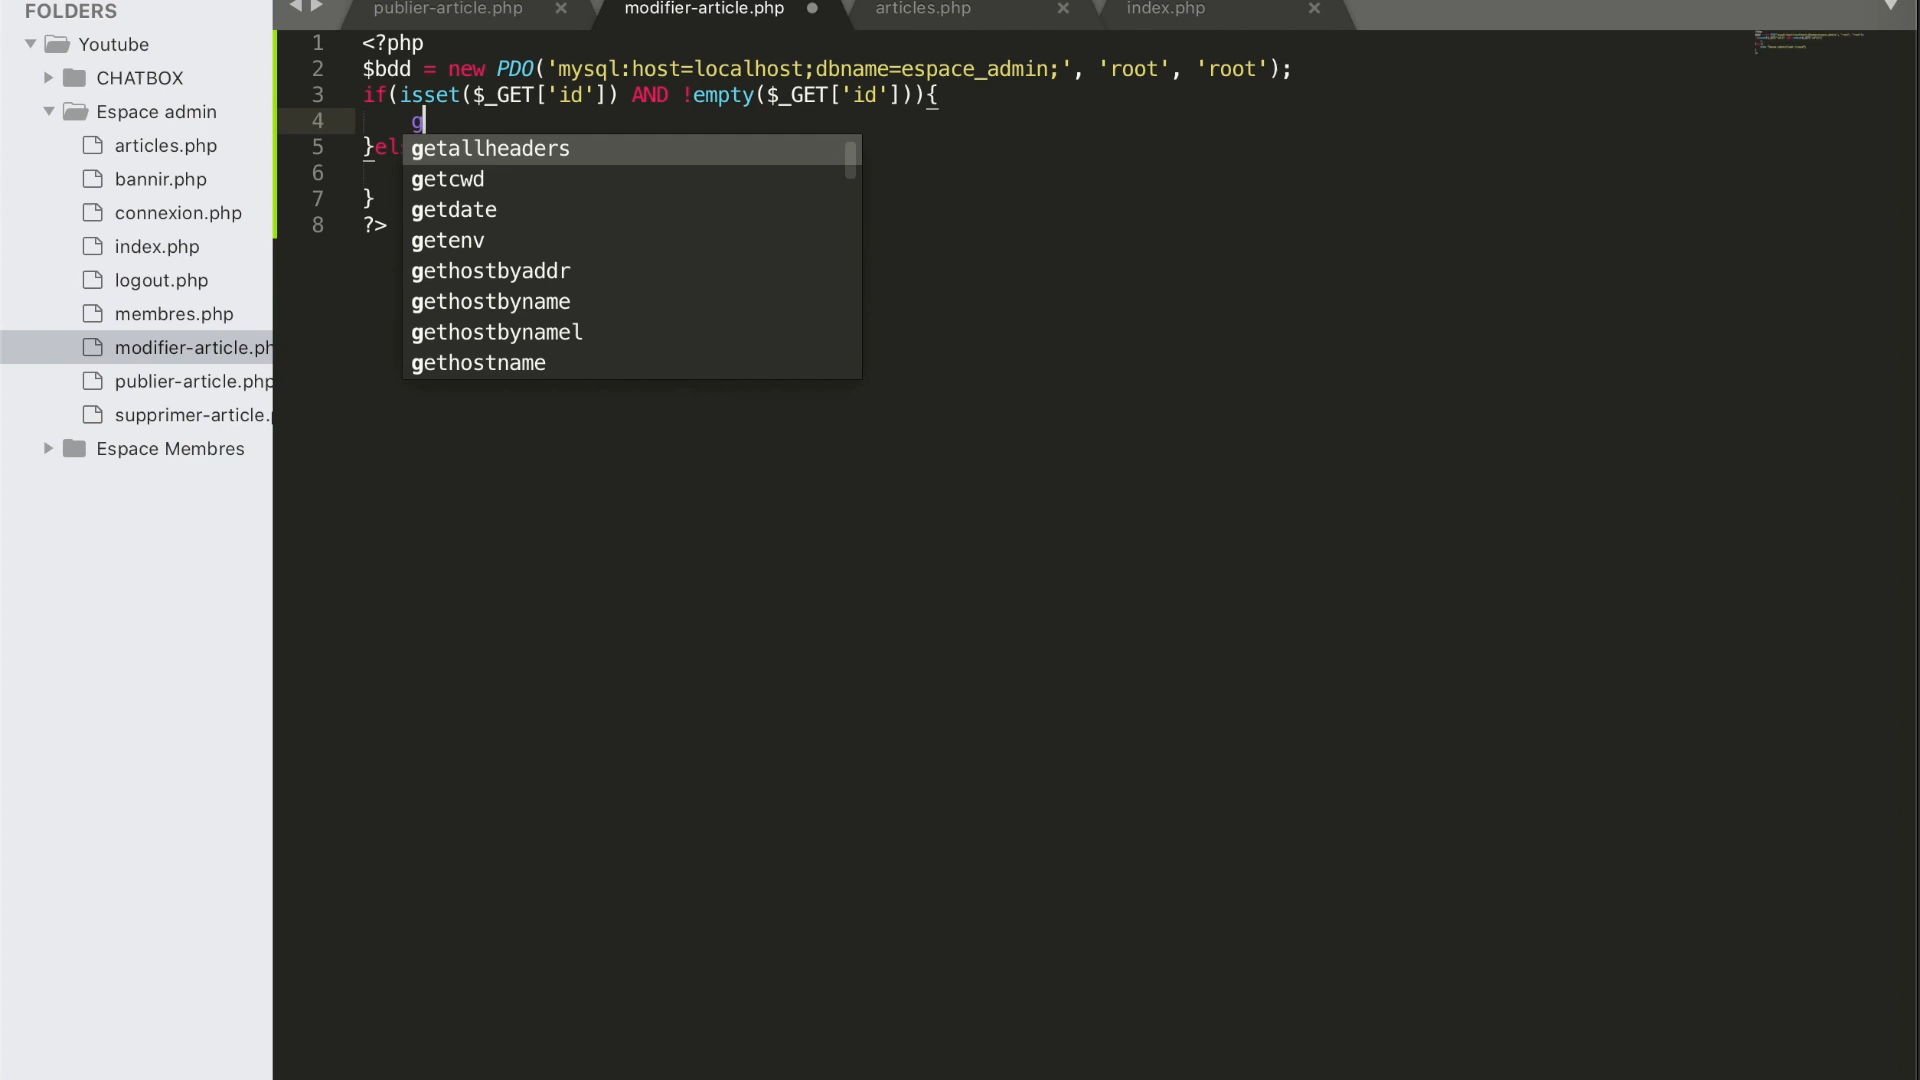 FOLDERS
Youtube
CHATBOX
Espace admin
articles.php
bannir.php
connexion.php
index.php
logout.php
membres.php
modifier-article.ph
publier-article.php
supprimer-article.
Espace Membres
publier-article.php
modifier-article.php
articles.php
index.php
1 <?php
2 $bdd = new PDO('mysql:host=localhost;dbname=espace_admin;', 'root', 'root');
3 if(isset($_GET['id']) AND !empty($_GET['id'])){
4 g
5 }els
6
7 }
8 ?>
getallheaders
getcwd
getdate
getenv
gethostbyaddr
gethostbyname
gethostbynamel
gethostname